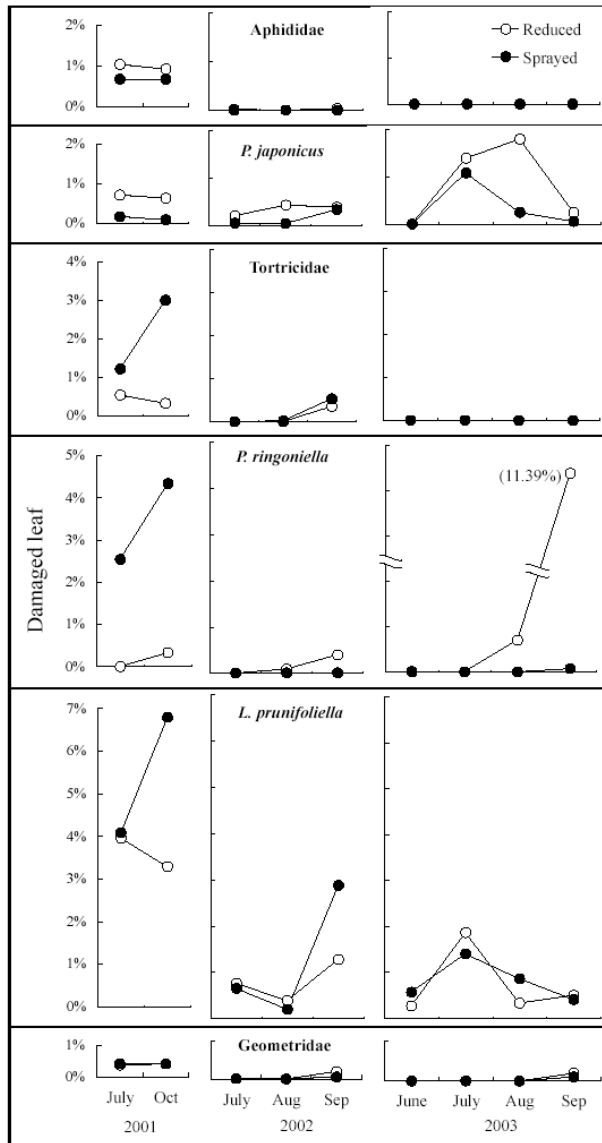 Aphididae
Reduced
Sprayed
2%
1%
0%
P. japonicus
2%
1%
0%
Tortricidae
4%
3%
2%
1%
0%
P. ringoniella
(11.39%)
5%
4%
3%
2%
1%
0%
Damaged leaf
L. prunifoliella
7%
6%
5%
4%
3%
2%
1%
0%
Geometridae
1%
0%
July Oct July Aug Sep June July Aug Sep
2001 2002 2003